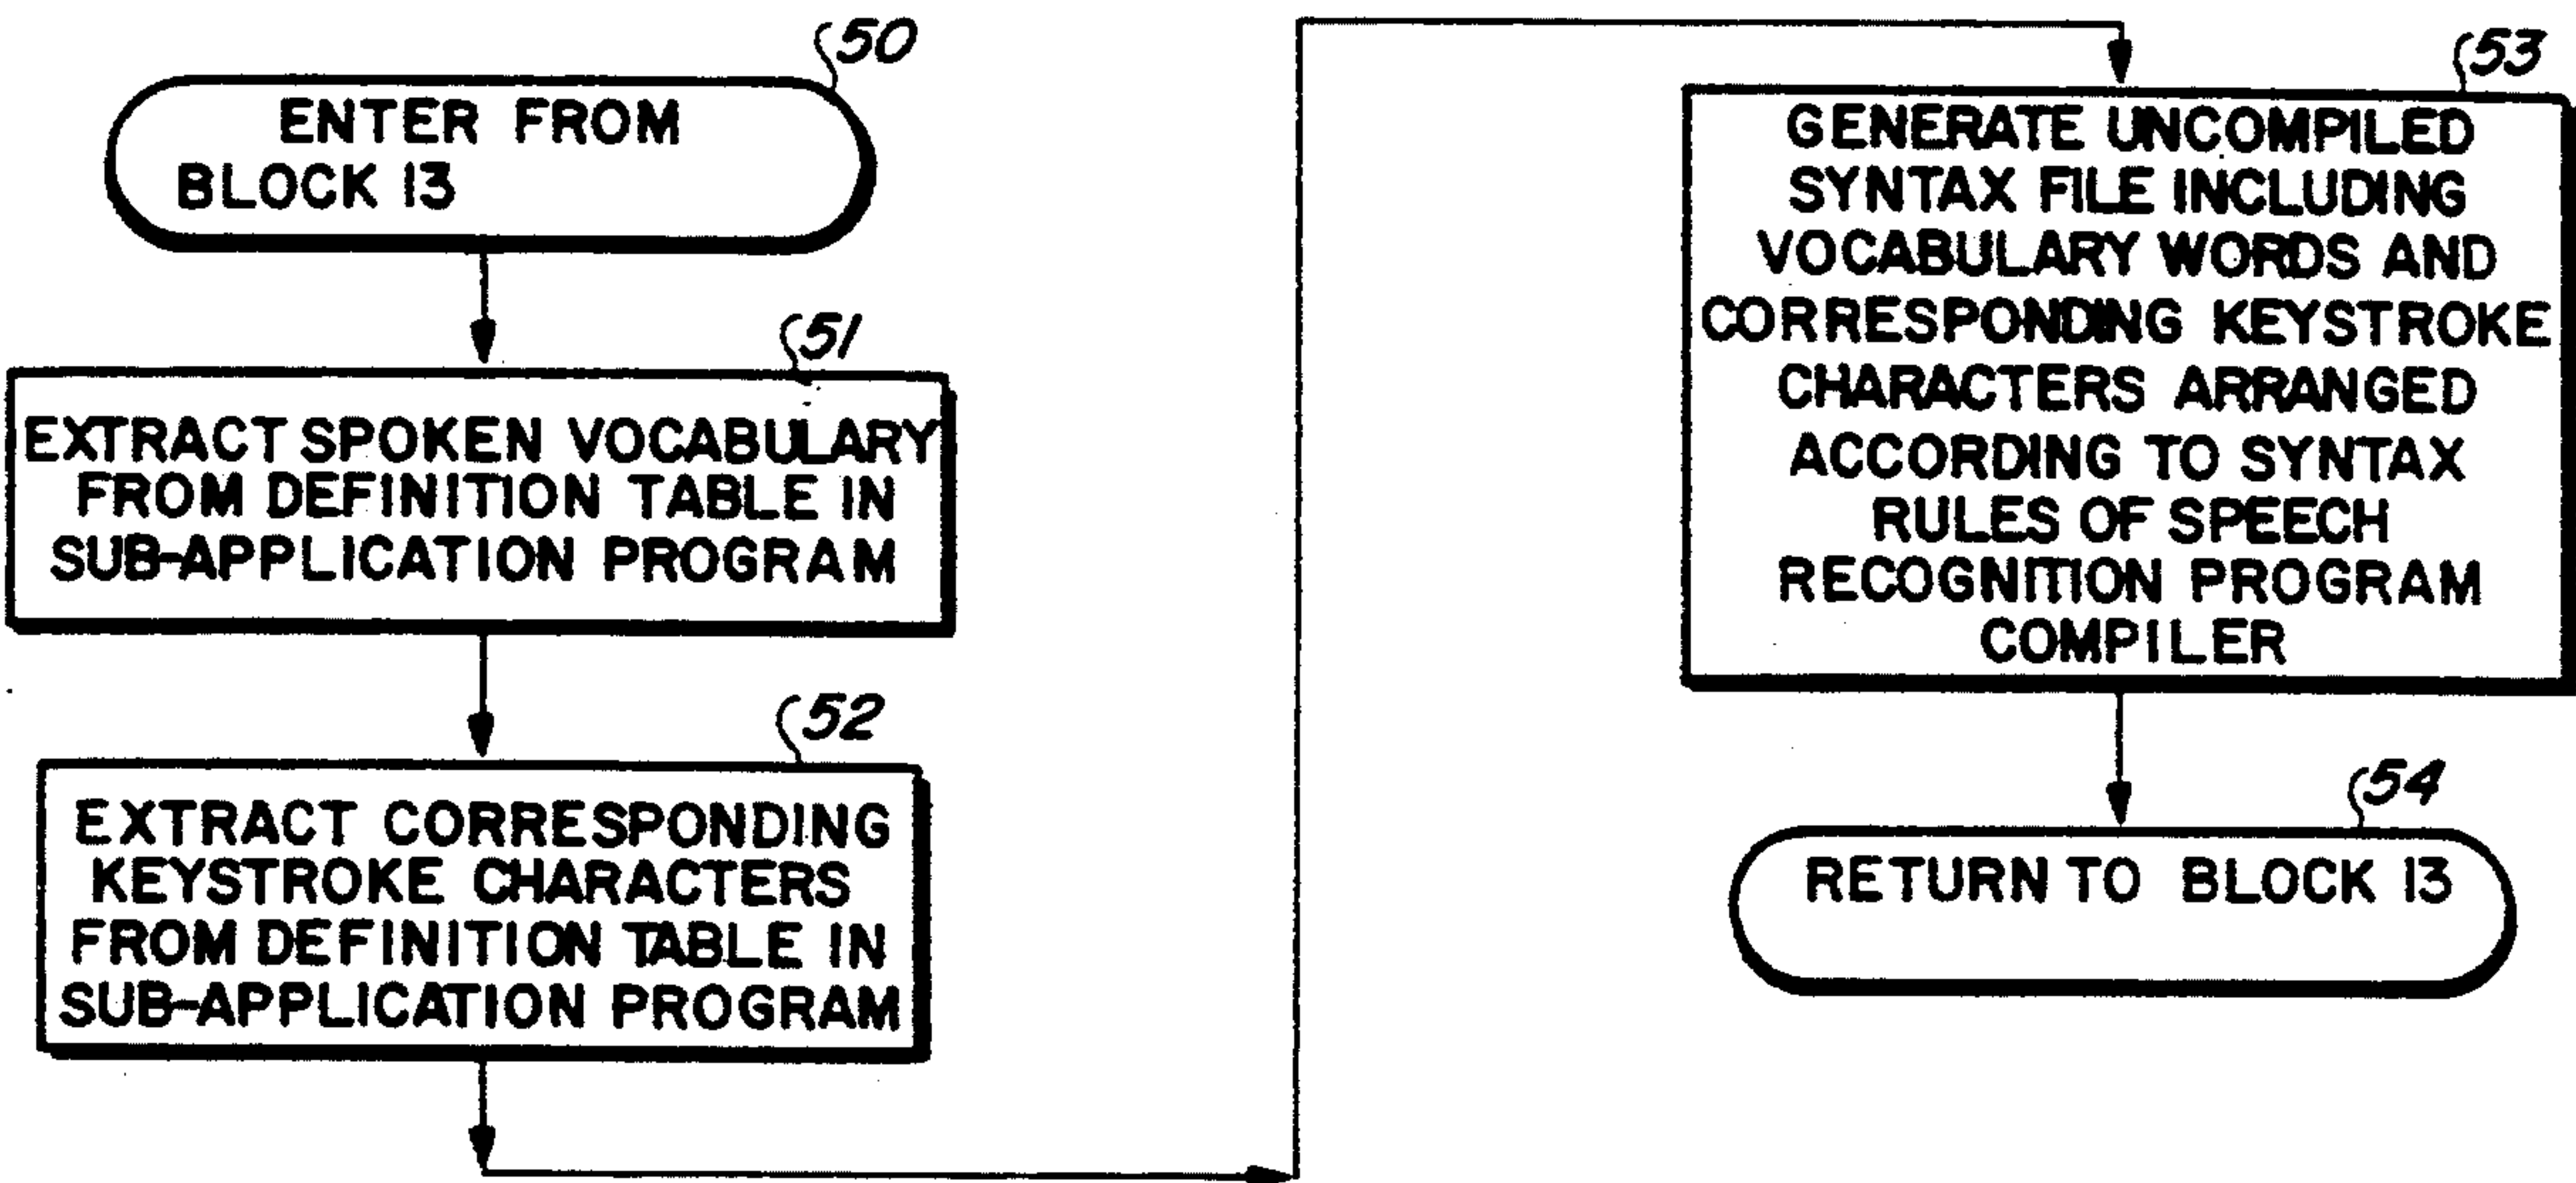 50
ENTER FROM
BLOCK 13
51
EXTRACT SPOKEN VOCABULARY
FROM DEFINITION TABLE IN
SUB-APPLICATION PROGRAM
52
EXTRACT CORRESPONDING
KEYSTROKE CHARACTERS
FROM DEFINITION TABLE IN
SUB-APPLICATION PROGRAM
53
GENERATE UNCOMPILED
SYNTAX FILE INCLUDING
VOCABULARY WORDS AND
CORRESPONDING KEYSTROKE
CHARACTERS ARRANGED
ACCORDING TO SYNTAX
RULES OF SPEECH
RECOGNITION PROGRAM
COMPILER
54
RETURN TO BLOCK 13